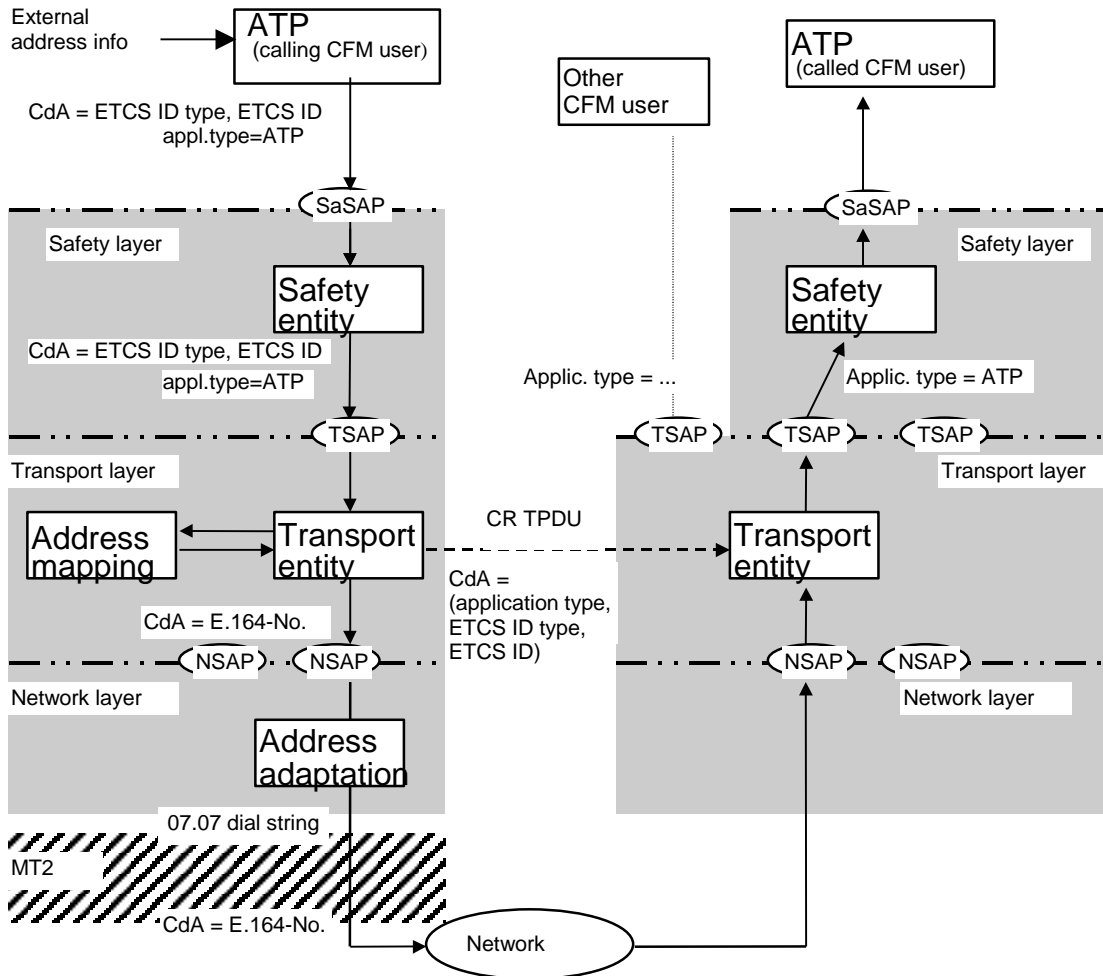 External
address info
ATP
(calling CFM user)
ATP
(called CFM user)
Other
CFM user
CdA = ETCS ID type, ETCS ID
appl.type=ATP
SaSAP
SaSAP
Safety layer
Safety layer
Safety
entity
Safety
entity
CdA = ETCS ID type, ETCS ID
appl.type=ATP
Applic. type = ...
Applic. type = ATP
TSAP
TSAP
TSAP
TSAP
Transport layer
Transport layer
Address
mapping
Transport
entity
CR TPDU
Transport
entity
CdA =
(application type,
ETCS ID type,
ETCS ID)
CdA = E.164-No.
NSAP
NSAP
NSAP
NSAP
Network layer
Network layer
Address
adaptation
07.07 dial string
MT2
CdA = E.164-No.
Network